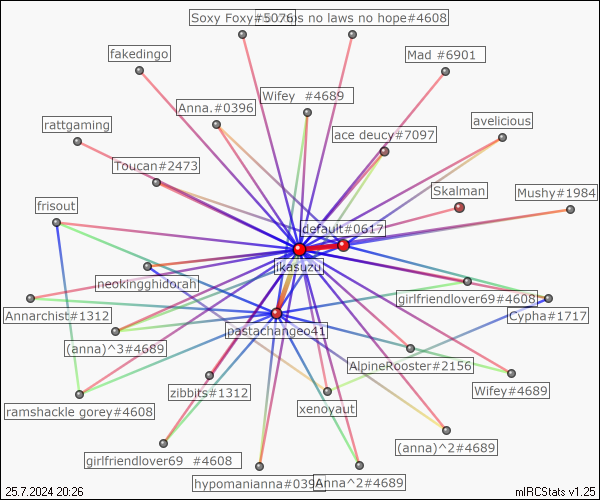 Soxy Foxy#5076
no laws no hope#4608
fakedingo
Mad #6901
Wifey #4689
Anna.#0396
rattgaming
ace deucy#7097
avelicious
Toucan#2473
Skalman
Mushy#1984
frisout
default#0617
ikasuzu
neokingghidorah
girlfriendlover69#4608
Annarchist#1312
Cypha#1717
pastachangeo41
(anna)^3#4689
AlpineRooster#2156
zibbits#1312
Wifey#4689
ramshackle gorey#4608
xenoyaut
(anna)^2#4689
girlfriendlover69 #4608
hypomanianna#039
Anna^2#4689
25.7.2024 20:26
mIRCStats v1.25